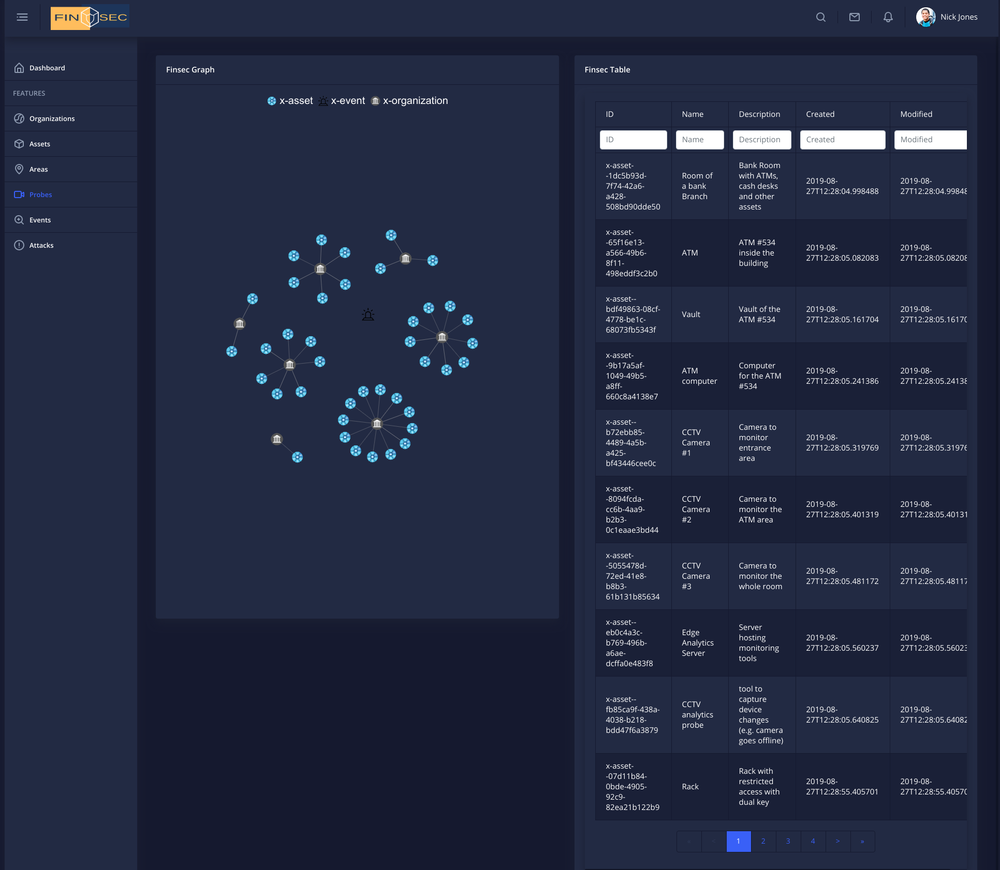 FINSEC
Nick Jones
Dashboard
FEATURES
Organizations
Assets
Areas
Probes
Events
Attacks
Finsec Graph
x-asset x-event x-organization
Finsec Table
ID Name Description Created Modified
ID Name Description Created Modified
x-asset-
-1dc5b93d-
7f74-42a6-
a428-
508bd90dde50
Room of
a bank
Branch
Bank Room
with ATMs,
cash desks
and other
assets
2019-08-
27T12:28:04.998488
2019-08-
27T12:28:04.99848
x-asset-
-65f16e13-
a566-49b6-
8f11-
498eddf3c2b0
ATM
ATM #534
inside the
building
2019-08-
27T12:28:05.082083
2019-08-
27T12:28:05.08208
x-asset--
bdf49863-08cf-
4778-be1c-
68073fb5343f
Vault
Vault of the
ATM #534
2019-08-
27T12:28:05.161704
2019-08-
27T12:28:05.16170
x-asset-
-9b17a5af-
1049-49b5-
a8ff-
660c8a4138e7
ATM
computer
Computer
for the ATM
#534
2019-08-
27T12:28:05.241386
2019-08-
27T12:28:05.24138
x-asset--
b72ebb85-
4489-4a5b-
a425-
bf43446cee0c
CCTV
Camera
#1
Camera to
monitor
entrance
area
2019-08-
27T12:28:05.319769
2019-08-
27T12:28:05.31976
x-asset-
-8094fcda-
cc6b-4aa9-
b2b3-
0c1eaae3bd44
CCTV
Camera
#2
Camera to
monitor the
ATM area
2019-08-
27T12:28:05.401319
2019-08-
27T12:28:05.40131
x-asset-
-5055478d-
72ed-41e8-
b8b3-
61b131b85634
CCTV
Camera
#3
Camera to
monitor the
whole room
2019-08-
27T12:28:05.481172
2019-08-
27T12:28:05.48117
x-asset--
eb0c4a3c-
b769-496b-
a6ae-
dcffa0e483f8
Edge
Analytics
Server
Server
hosting
monitoring
tools
2019-08-
27T12:28:05.560237
2019-08-
27T12:28:05.56023
x-asset--
fb85ca9f-438a-
4038-b218-
bdd47f6a3879
CCTV
analytics
probe
tool to
capture
device
changes
(e.g. camera
goes offline)
2019-08-
27T12:28:05.640825
2019-08-
27T12:28:05.64082
x-asset-
-07d11b84-
0bde-4905-
92c9-
82ea21b122b9
Rack
Rack with
restricted
access with
dual key
2019-08-
27T12:28:55.405701
2019-08-
27T12:28:55.40570
« < 1 2 3 4 > »